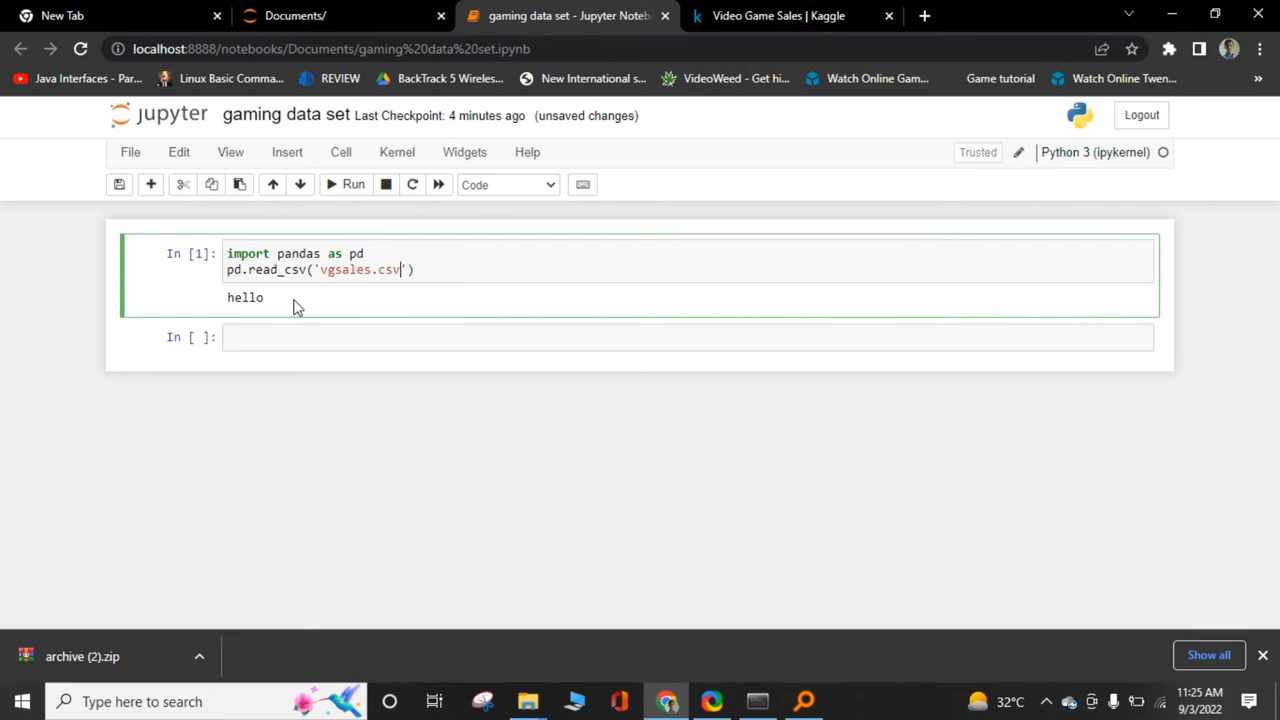 New Tab
Documents/
gaming data set - Jupyter Noteb
Video Game Sales | Kaggle
localhost:8888/notebooks/Documents/gaming%20data%20set.ipynb
Java Interfaces - Par...
Linux Basic Comma...
REVIEW
BackTrack 5 Wireles...
New International s...
VideoWeed - Get hi...
Watch Online Gam...
Game tutorial
Watch Online Twen...
»
jupyter
gaming data set Last Checkpoint: 4 minutes ago (unsaved changes)
Logout
File Edit View Insert Cell Kernel Widgets Help
Trusted
Python 3 (ipykernel)
Run
Code
In [1]: import pandas as pd
pd.read_csv('vgsales.csv')
hello
In [ ]:
archive (2).zip
Show all
Type here to search
32°C
11:25 AM
9/3/2022